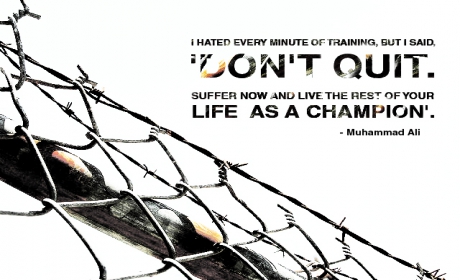 I HATED EVERY MINUTE OF TRAINING, BUT I SAID,
'DON'T QUIT.
SUFFER NOW AND LIVE THE REST OF YOUR
LIFE AS A CHAMPION'.
- Muhammad Ali